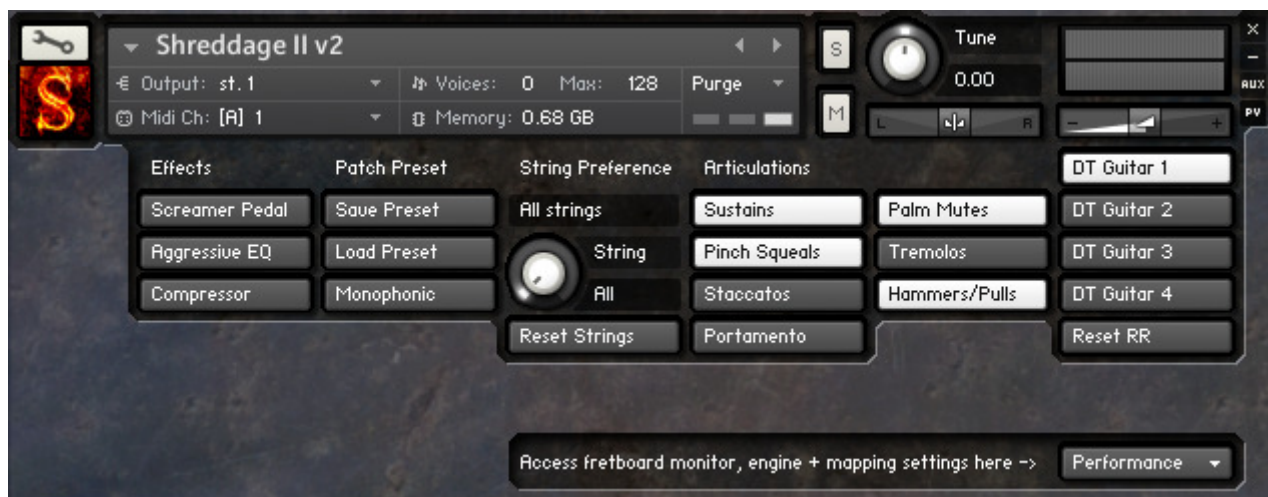 Shreddage II v2
S
Tune
×
–
Output: st. 1
Voices: 0 Max: 128
Purge
0.00
AUX
S
Midi Ch: [A] 1
Memory: 0.68 GB
M
L R
- +
PV
Effects
Patch Preset
String Preference
Articulations
DT Guitar 1
Screamer Pedal
Save Preset
All strings
Sustains
Palm Mutes
DT Guitar 2
Aggressive EQ
Load Preset
String
Pinch Squeals
Tremolos
DT Guitar 3
Compressor
Monophonic
All
Staccatos
Hammers/Pulls
DT Guitar 4
Reset Strings
Portamento
Reset RR
Access fretboard monitor, engine + mapping settings here ->
Performance